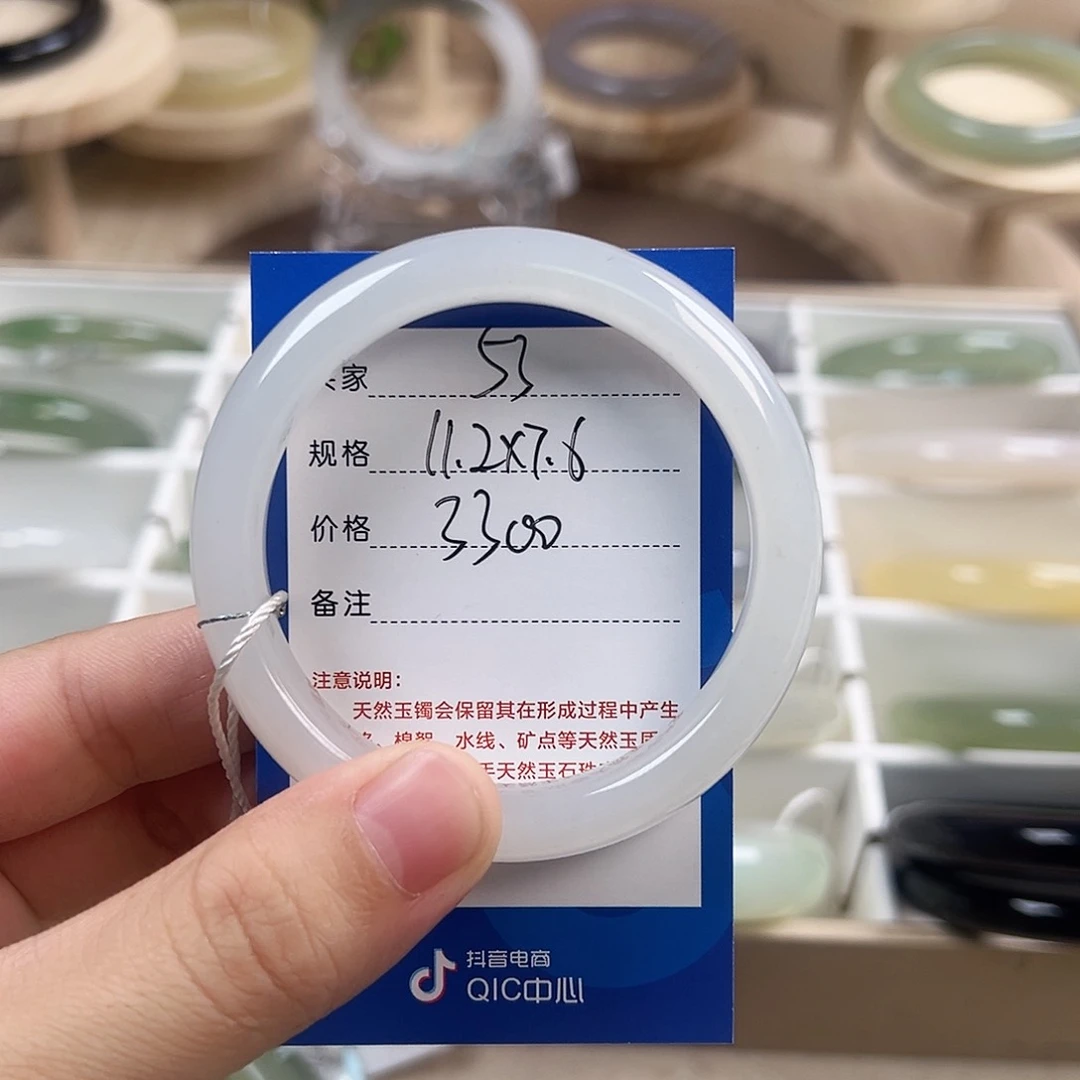 家 53
规格 11.2x7.6
价格 3300
备注
注意说明：
天然玉镯会保留其在形成过程中产生
、棉絮、水线、矿点等天然玉质
天然玉石珠
抖音电商
QIC中心